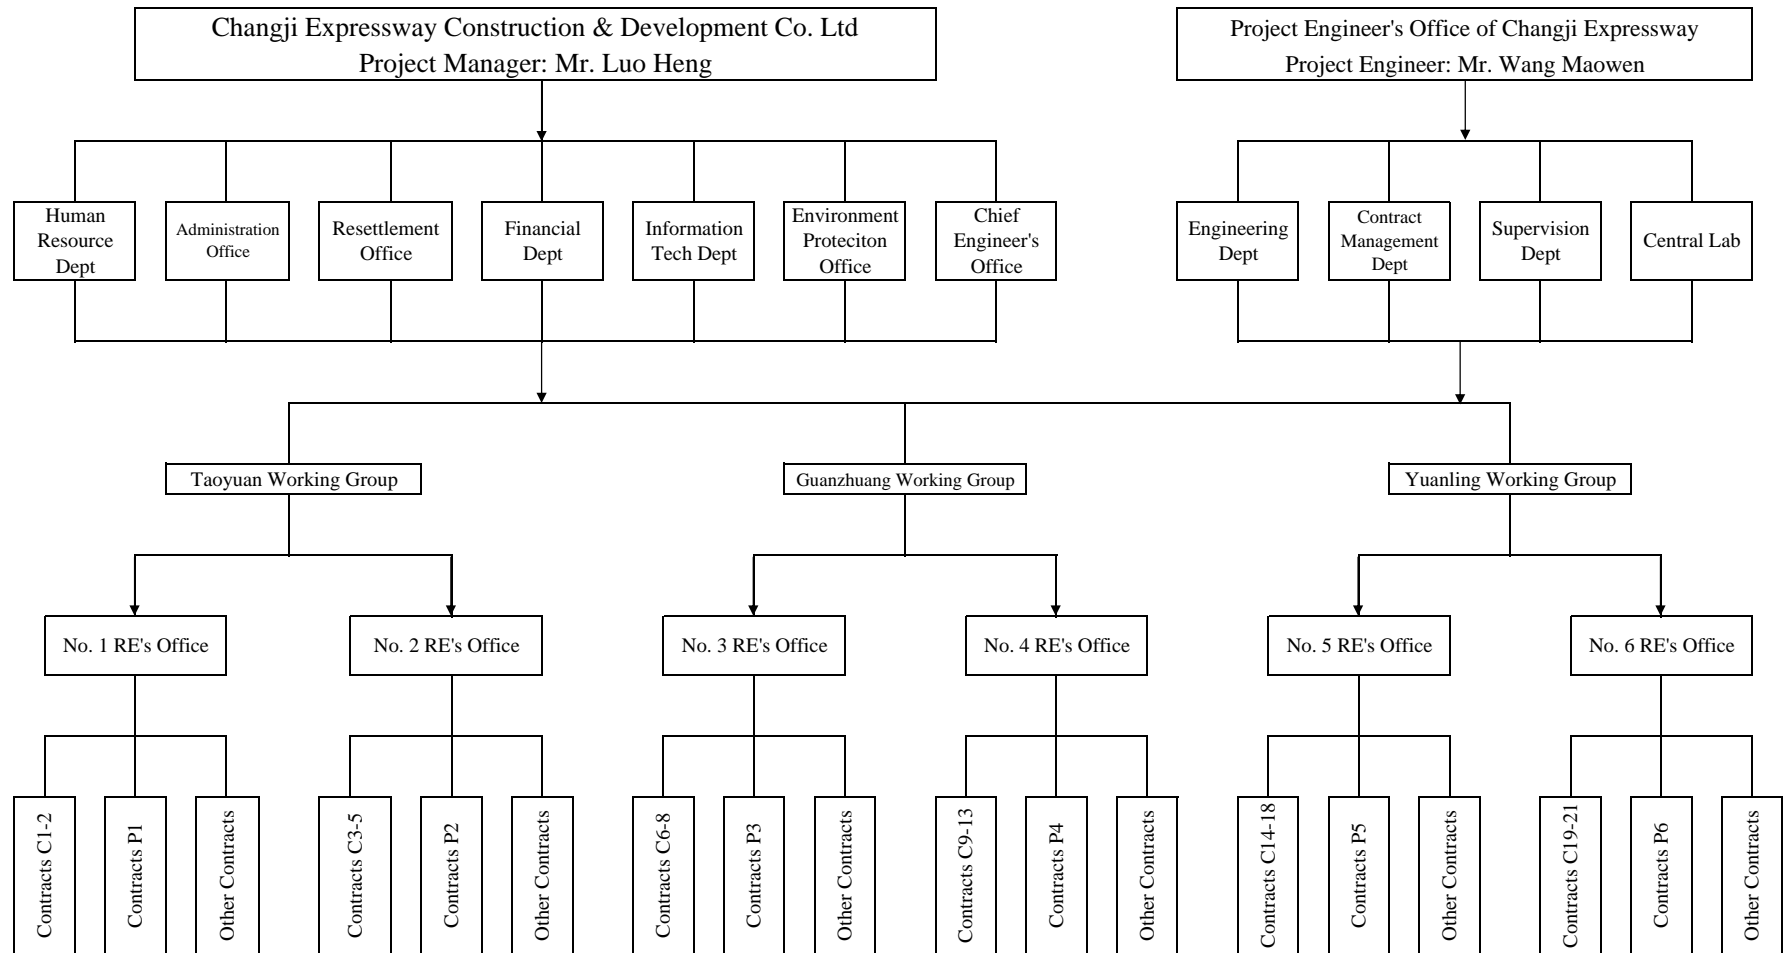 Changji Expressway Construction & Development Co. Ltd
Project Manager: Mr. Luo Heng
Project Engineer's Office of Changji Expressway
Project Engineer: Mr. Wang Maowen
Human
Resource
Dept
Administration
Office
Resettlement
Office
Financial
Dept
Information
Tech Dept
Environment
Proteciton
Office
Chief
Engineer's
Office
Engineering
Dept
Contract
Management
Dept
Supervision
Dept
Central Lab
Taoyuan Working Group
Guanzhuang Working Group
Yuanling Working Group
No. 1 RE's Office
No. 2 RE's Office
No. 3 RE's Office
No. 4 RE's Office
No. 5 RE's Office
No. 6 RE's Office
Contracts C1-2
Contracts P1
Other Contracts
Contracts C3-5
Contracts P2
Other Contracts
Contracts C6-8
Contracts P3
Other Contracts
Contracts C9-13
Contracts P4
Other Contracts
Contracts C14-18
Contracts P5
Other Contracts
Contracts C19-21
Contracts P6
Other Contracts